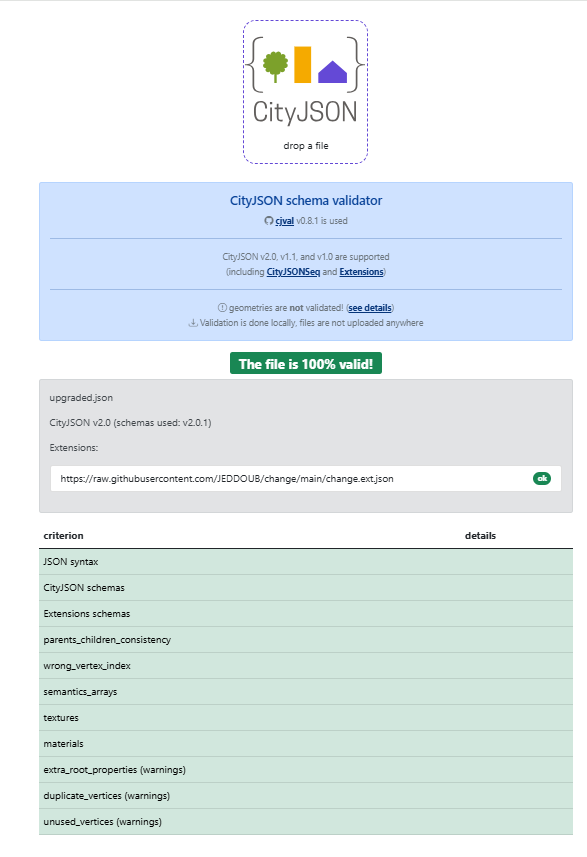 { }
CityJSON
drop a file
CityJSON schema validator
cjval v0.8.1 is used
CityJSON v2.0, v1.1, and v1.0 are supported
(including CityJSONSeq and Extensions)
geometries are not validated! (see details)
Validation is done locally, files are not uploaded anywhere
The file is 100% valid!
upgraded.json
CityJSON v2.0 (schemas used: v2.0.1)
Extensions:
https://raw.githubusercontent.com/JEDDOUB/change/main/change.ext.json ok
criterion details
JSON syntax
CityJSON schemas
Extensions schemas
parents_children_consistency
wrong_vertex_index
semantics_arrays
textures
materials
extra_root_properties (warnings)
duplicate_vertices (warnings)
unused_vertices (warnings)